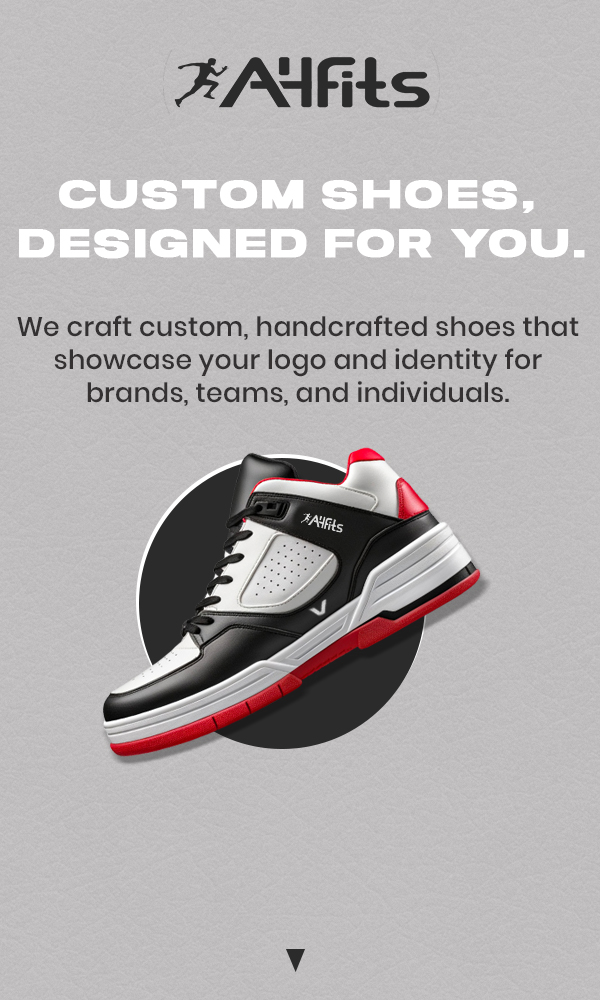 A4fits
CUSTOM SHOES,
DESIGNED FOR YOU.
We craft custom, handcrafted shoes that
showcase your logo and identity for
brands, teams, and individuals.
A4fits